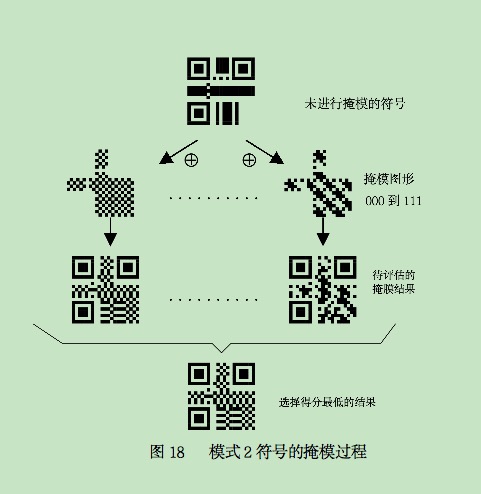 未进行掩模的符号
掩模图形
000 到 111
待评估的
掩膜结果
选择得分最低的结果
图 18 模式 2 符号的掩模过程